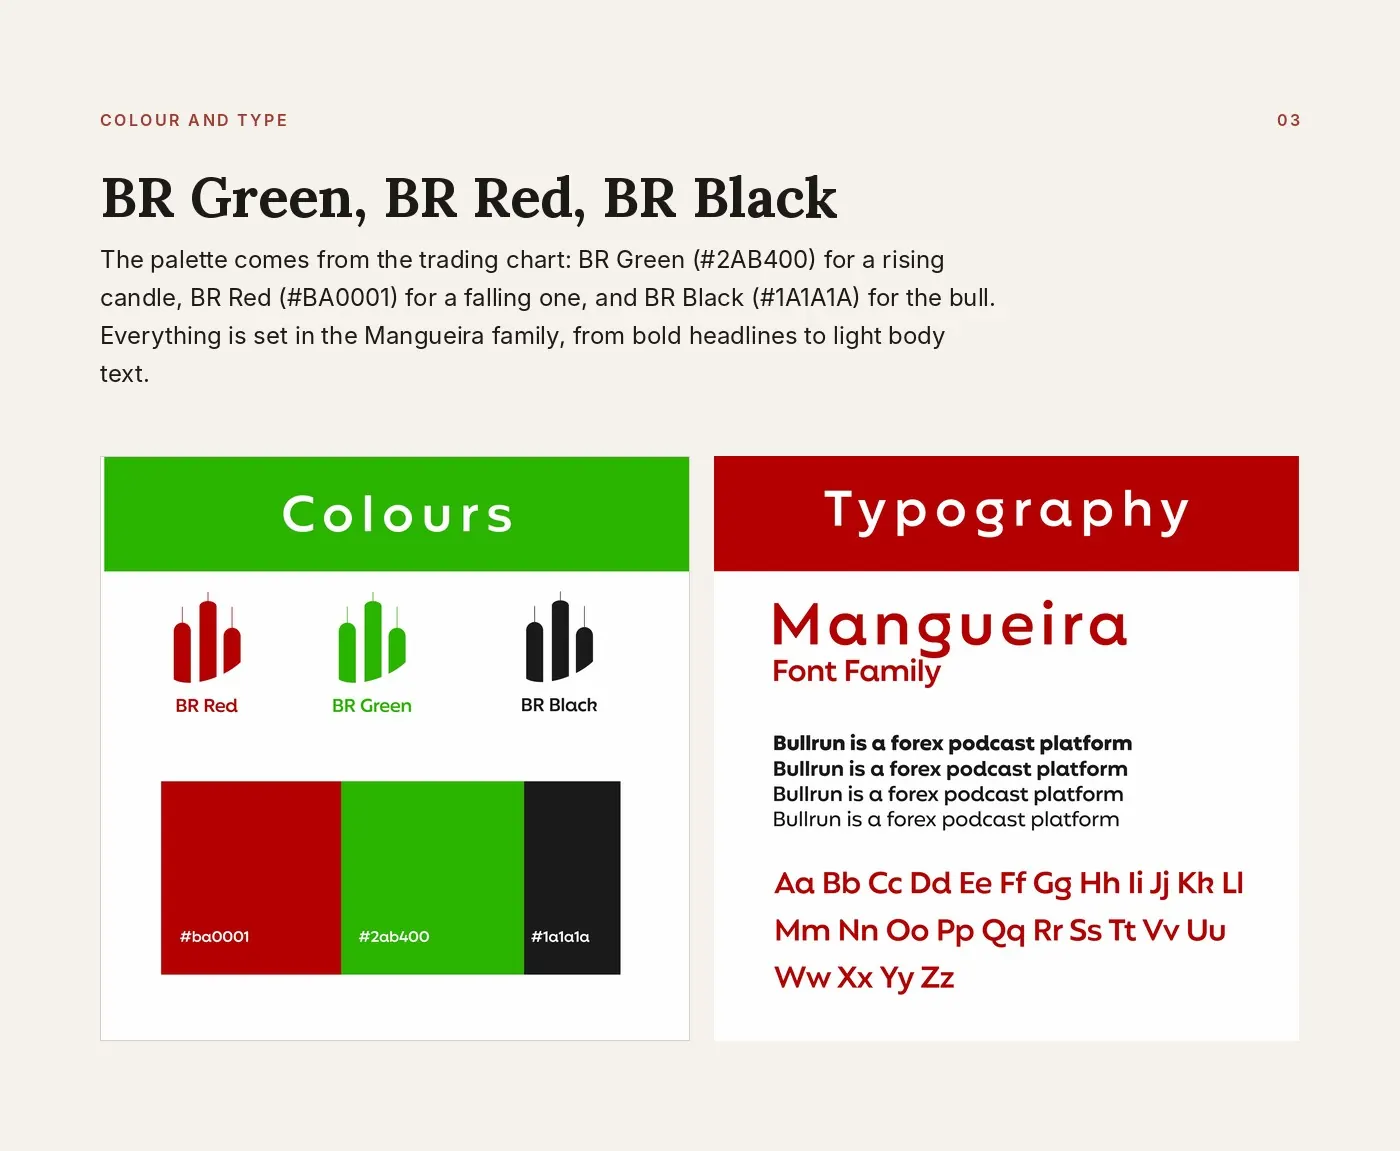 COLOUR AND TYPE
03
BR Green, BR Red, BR Black
The palette comes from the trading chart: BR Green (#2AB400) for a rising
candle, BR Red (#BA0001) for a falling one, and BR Black (#1A1A1A) for the bull.
Everything is set in the Mangueira family, from bold headlines to light body
text.
Colours
BR Red
BR Green
BR Black
#ba0001
#2ab400
#1a1a1a
Typography
Mangueira
Font Family
Bullrun is a forex podcast platform
Bullrun is a forex podcast platform
Bullrun is a forex podcast platform
Bullrun is a forex podcast platform
Aa Bb Cc Dd Ee Ff Gg Hh Ii Jj Kk Ll
Mm Nn Oo Pp Qq Rr Ss Tt Vv Uu
Ww Xx Yy Zz